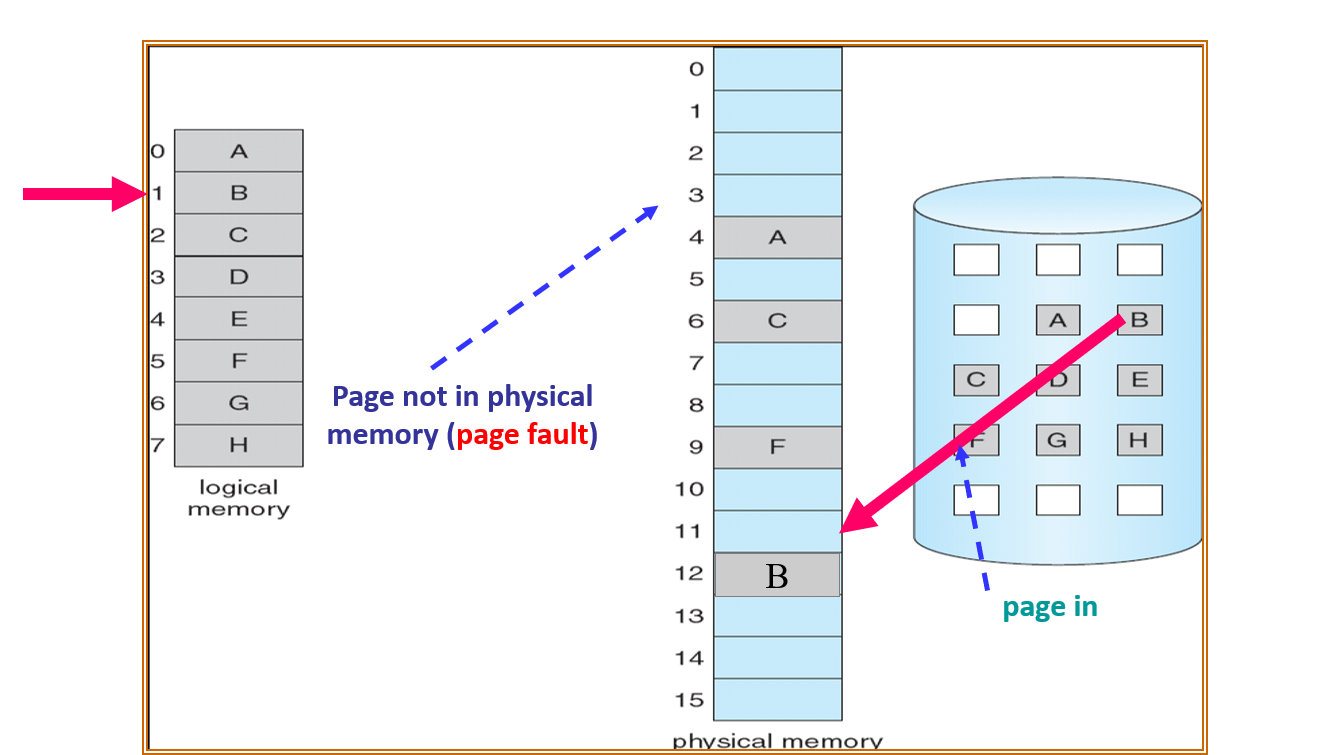 0 A
1 B
2 C
3 D
4 E
5 F
6 G
7 H
logical
memory
Page not in physical
memory (page fault)
0
1
2
3
4 A
5
6 C
7
8
9 F
10
11
12 B
13
14
15
physical memory
A B
C D E
F G H
page in